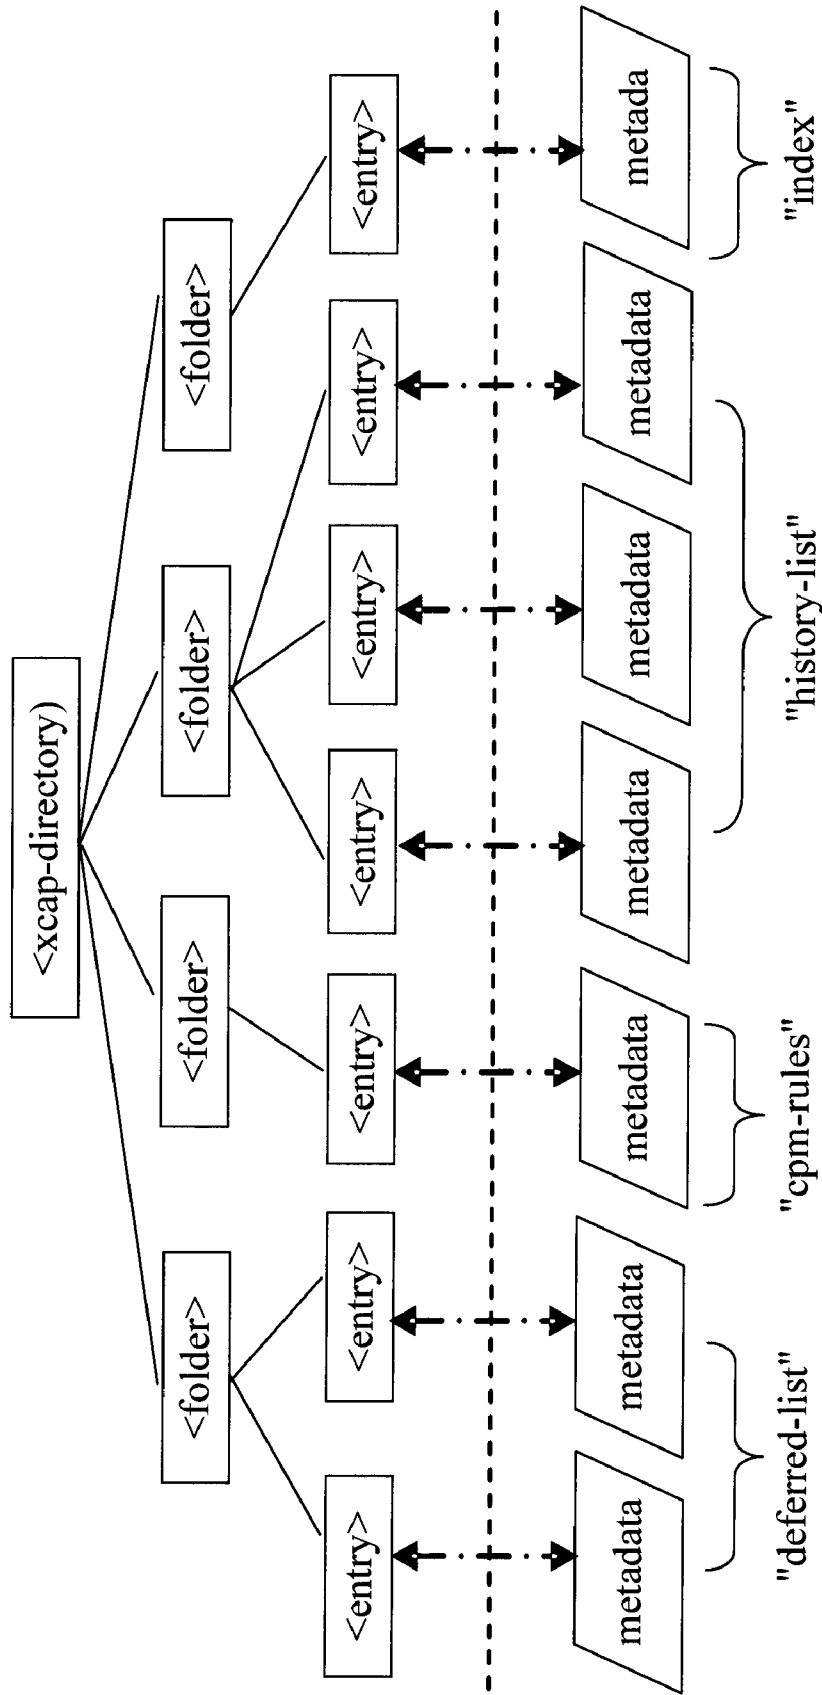 <xcap-directory)
<folder>
<folder>
<folder>
<folder>
<entry>
<entry>
<entry>
<entry>
<entry>
<entry>
<entry>
metadata
metadata
metadata
metadata
metadata
metadata
metada
"deferred-list"
"cpm-rules"
"history-list"
"index"